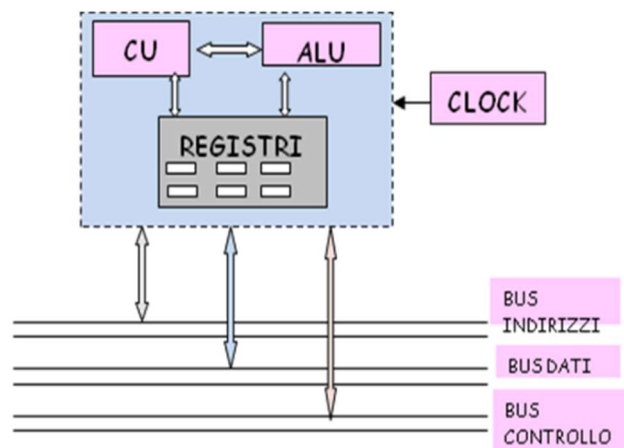 CU
ALU
CLOCK
REGISTRI
BUS
INDIRIZZI
BUS DATI
BUS
CONTROLLO